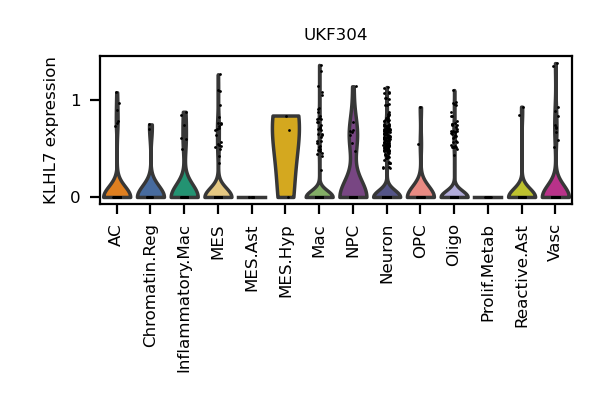 UKF304
KLHL7 expression
1
0
AC
Chromatin.Reg
Inflammatory.Mac
MES
MES.Ast
MES.Hyp
Mac
NPC
Neuron
OPC
Oligo
Prolif.Metab
Reactive.Ast
Vasc